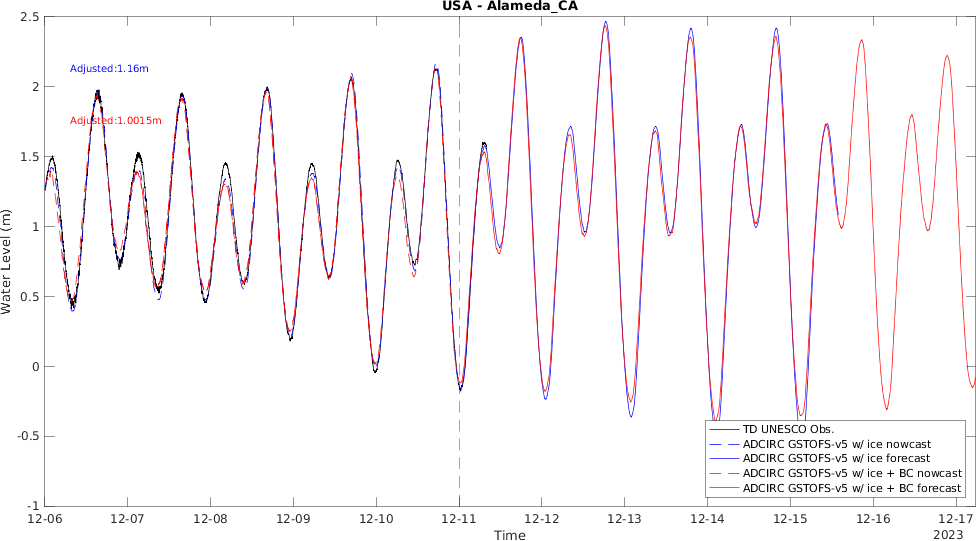 USA - Alameda_CA
2.5
2
1.5
1
0.5
0
-0.5
-1
Water Level (m)
Adjusted:1.16m
Adjusted:1.0015m
TD UNESCO Obs.
ADCIRC GSTOFS-v5 w/ ice nowcast
ADCIRC GSTOFS-v5 w/ ice forecast
ADCIRC GSTOFS-v5 w/ ice + BC nowcast
ADCIRC GSTOFS-v5 w/ ice + BC forecast
12-06 12-07 12-08 12-09 12-10 12-11 12-12 12-13 12-14 12-15 12-16 12-17
Time
2023